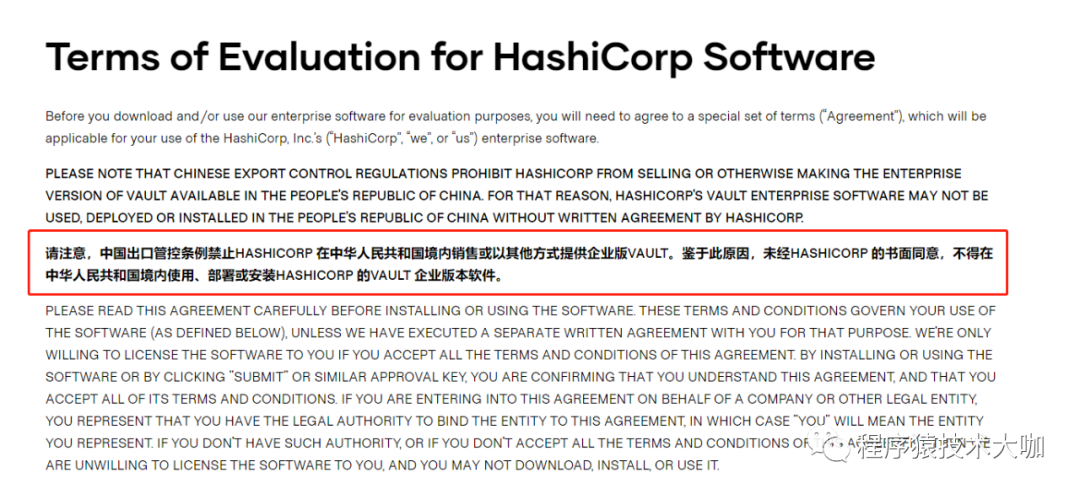 Terms of Evaluation for HashiCorp Software
Before you download and/or use our enterprise software for evaluation purposes, you will need to agree to a special set of terms (“Agreement”), which will be
applicable for your use of the HashiCorp, Inc.’s (“HashiCorp”, “we”, or “us”) enterprise software.
PLEASE NOTE THAT CHINESE EXPORT CONTROL REGULATIONS PROHIBIT HASHICORP FROM SELLING OR OTHERWISE MAKING THE ENTERPRISE
VERSION OF VAULT AVAILABLE IN THE PEOPLE’S REPUBLIC OF CHINA. FOR THAT REASON, HASHICORP’S VAULT ENTERPRISE SOFTWARE MAY NOT BE
USED, DEPLOYED OR INSTALLED IN THE PEOPLE’S REPUBLIC OF CHINA WITHOUT WRITTEN AGREEMENT BY HASHICORP.
请注意，中国出口管控条例禁止HASHICORP 在中华人民共和国境内销售或以其他方式提供企业版VAULT。鉴于此原因，未经HASHICORP 的书面同意，不得在
中华人民共和国境内使用、部署或安装HASHICORP 的VAULT 企业版本软件。
PLEASE READ THIS AGREEMENT CAREFULLY BEFORE INSTALLING OR USING THE SOFTWARE. THESE TERMS AND CONDITIONS GOVERN YOUR USE OF
THE SOFTWARE (AS DEFINED BELOW), UNLESS WE HAVE EXECUTED A SEPARATE WRITTEN AGREEMENT WITH YOU FOR THAT PURPOSE. WE’RE ONLY
WILLING TO LICENSE THE SOFTWARE TO YOU IF YOU ACCEPT ALL THE TERMS AND CONDITIONS OF THIS AGREEMENT. BY INSTALLING OR USING THE
SOFTWARE OR BY CLICKING “SUBMIT” OR SIMILAR APPROVAL KEY, YOU ARE CONFIRMING THAT YOU UNDERSTAND THIS AGREEMENT, AND THAT YOU
ACCEPT ALL OF ITS TERMS AND CONDITIONS. IF YOU ARE ENTERING INTO THIS AGREEMENT ON BEHALF OF A COMPANY OR OTHER LEGAL ENTITY,
YOU REPRESENT THAT YOU HAVE THE LEGAL AUTHORITY TO BIND THE ENTITY TO THIS AGREEMENT, IN WHICH CASE “YOU” WILL MEAN THE ENTITY
YOU REPRESENT. IF YOU DON’T HAVE SUCH AUTHORITY, OR IF YOU DON’T ACCEPT ALL THE TERMS AND CONDITIONS
ARE UNWILLING TO LICENSE THE SOFTWARE TO YOU, AND YOU MAY NOT DOWNLOAD, INSTALL, OR USE IT.
程序猿技术大咖